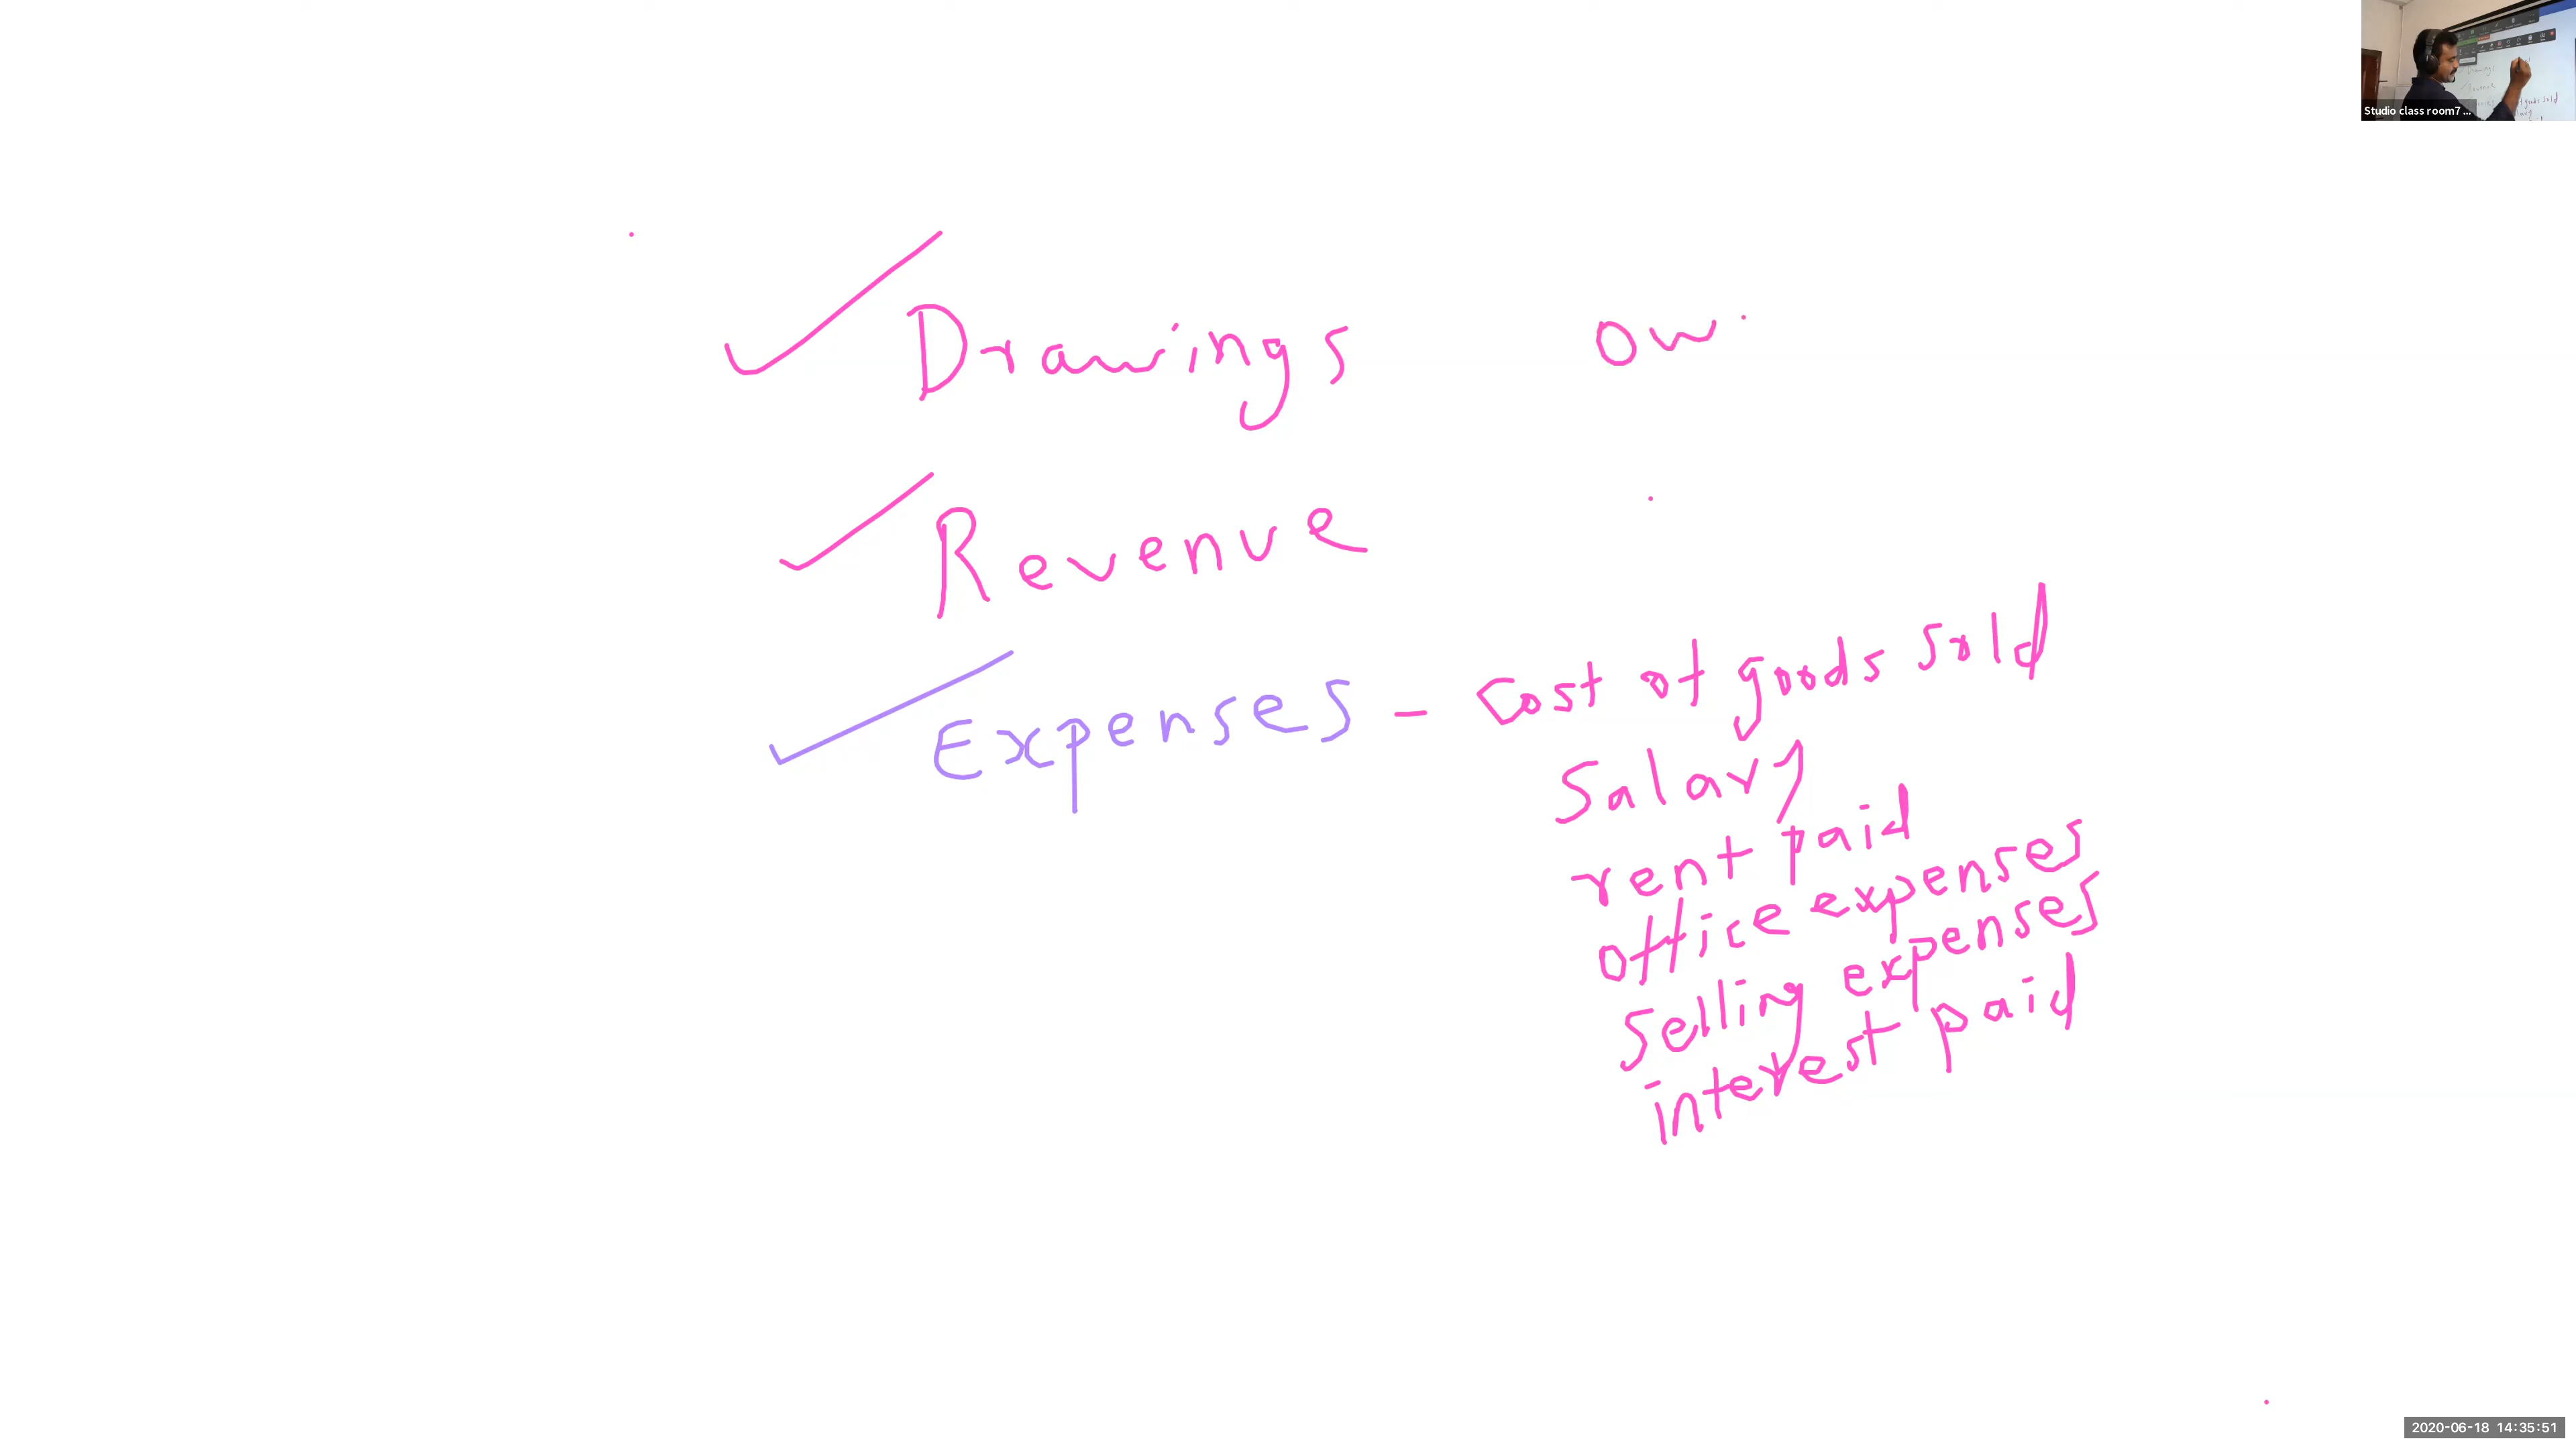 Studio class room7 ...
Drawings ow
Revenue
Expenses - Cost of goods sold
Salary
rent paid
office expenses
selling expenses
interest paid
2020-06-18 14:35:51